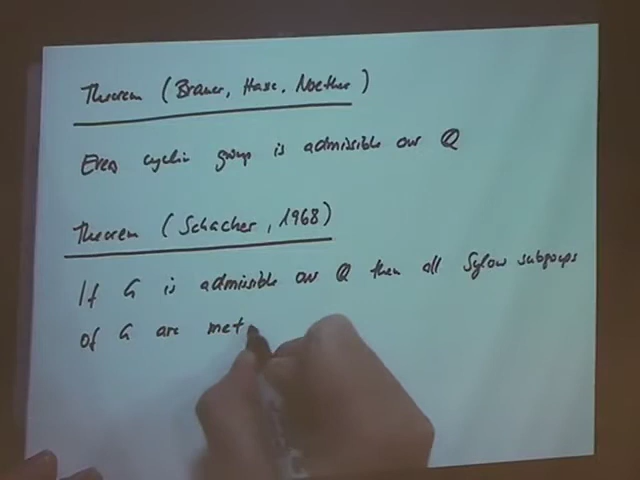 Theorem (Brauer, Hasse, Noether)
Every cyclic group is admissible over Q
Theorem (Schacher, 1968)
If G is admissible over Q then all Sylow subgroups
of G are met